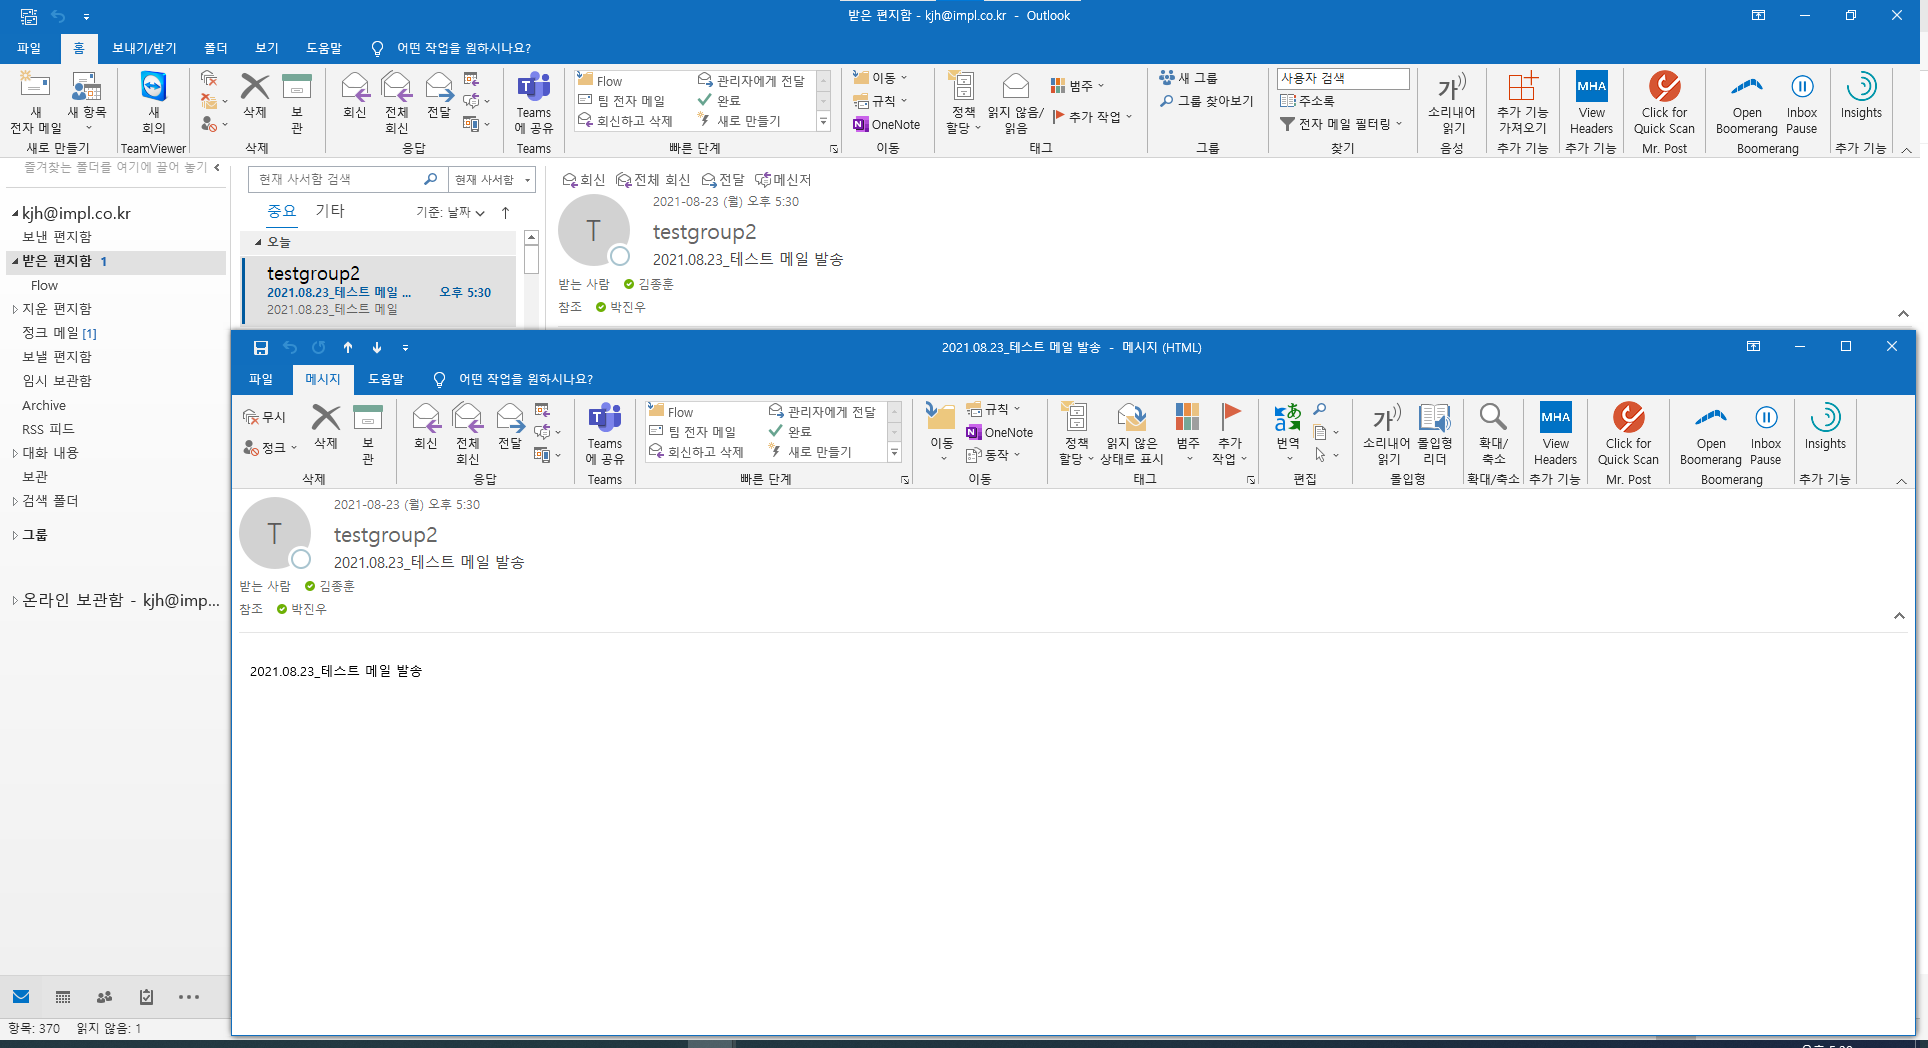 받은 편지함 - kjh@impl.co.kr - Outlook
파일 홈 보내기/받기 폴더 보기 도움말 어떤 작업을 원하시나요?
새 전자 메일
새 항목
새로 만들기
새 회의
TeamViewer
삭제
보관
삭제
회신
전체 회신
전달
응답
Teams에 공유
Teams
Flow
팀 전자 메일
회신하고 삭제
관리자에게 전달
완료
새로 만들기
빠른 단계
이동
규칙
OneNote
이동
정책 할당
읽지 않음/읽음
범주
추가 작업
태그
새 그룹
그룹 찾아보기
그룹
사용자 검색
주소록
전자 메일 필터링
찾기
가))
소리내어 읽기
음성
추가 기능 가져오기
추가 기능
MHA
View Headers
추가 기능
Click for Quick Scan
Mr. Post
Open Boomerang
Inbox Pause
Boomerang
Insights
추가 기능
즐겨찾는 폴더를 여기에 끌어 놓기
kjh@impl.co.kr
보낸 편지함
받은 편지함 1
Flow
지운 편지함
정크 메일 [1]
보낼 편지함
임시 보관함
Archive
RSS 피드
대화 내용
보관
검색 폴더
그룹
온라인 보관함 - kjh@imp...
항목: 370 읽지 않음: 1
현재 사서함 검색 현재 사서함
중요 기타 기준: 날짜
오늘
testgroup2
2021.08.23_테스트 메일 ... 오후 5:30
2021.08.23_테스트 메일
회신 전체 회신 전달 메신저
2021-08-23 (월) 오후 5:30
T
testgroup2
2021.08.23_테스트 메일 발송
받는 사람 김종훈
참조 박진우
2021.08.23_테스트 메일 발송 - 메시지 (HTML)
파일 메시지 도움말 어떤 작업을 원하시나요?
무시
정크
삭제
보관
삭제
회신
전체 회신
전달
응답
Teams에 공유
Teams
Flow
팀 전자 메일
회신하고 삭제
관리자에게 전달
완료
새로 만들기
빠른 단계
이동
규칙
OneNote
동작
이동
정책 할당
읽지 않은 상태로 표시
범주
추가 작업
태그
번역
편집
가))
소리내어 읽기
몰입형 리더
몰입형
확대/축소
확대/축소
MHA
View Headers
추가 기능
Click for Quick Scan
Mr. Post
Open Boomerang
Inbox Pause
Boomerang
Insights
추가 기능
2021-08-23 (월) 오후 5:30
T
testgroup2
2021.08.23_테스트 메일 발송
받는 사람 김종훈
참조 박진우
2021.08.23_테스트 메일 발송